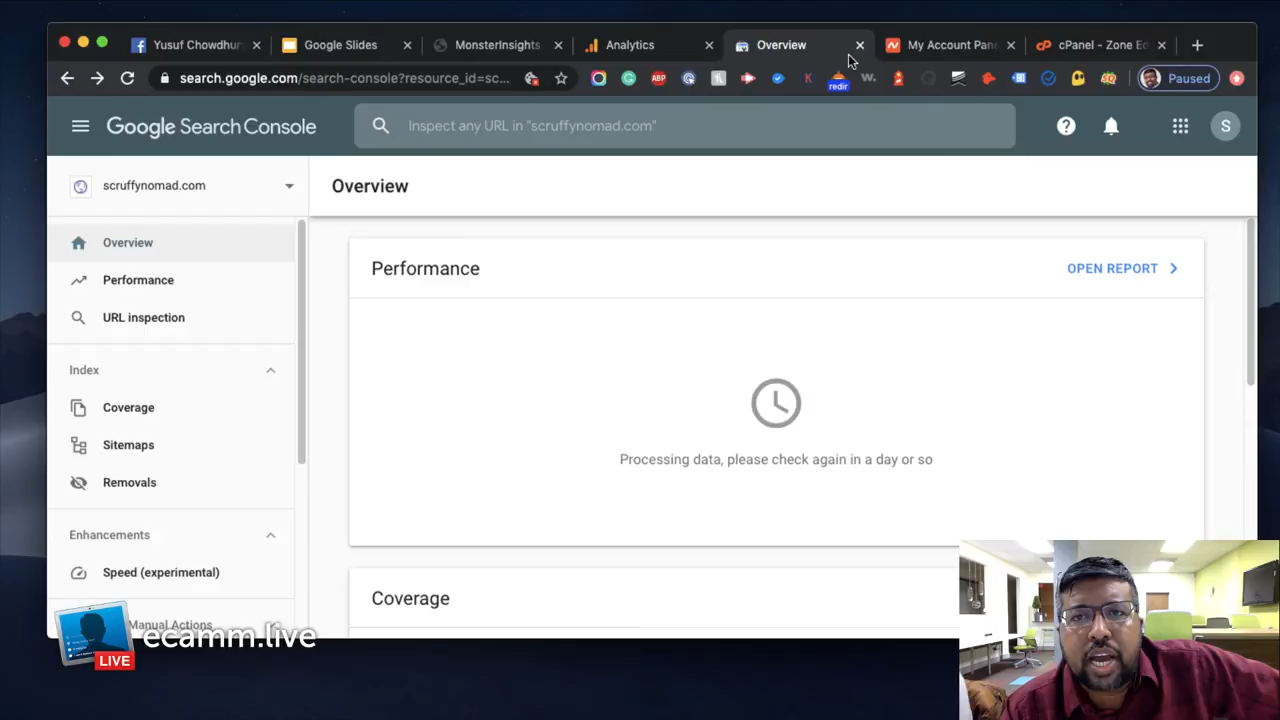 Yusuf Chowdhur
Google Slides
MonsterInsights
Analytics
Overview
My Account Pan
cPanel - Zone Ed
search.google.com/search-console?resource_id=sc...
ABP
K
redir
W.
Paused
Google Search Console
Inspect any URL in "scruffynomad.com"
S
scruffynomad.com
Overview
Overview
Performance
URL inspection
Index
Coverage
Sitemaps
Removals
Enhancements
Speed (experimental)
Manual Actions
Performance
OPEN REPORT
Processing data, please check again in a day or so
Coverage
ecamm.live
LIVE